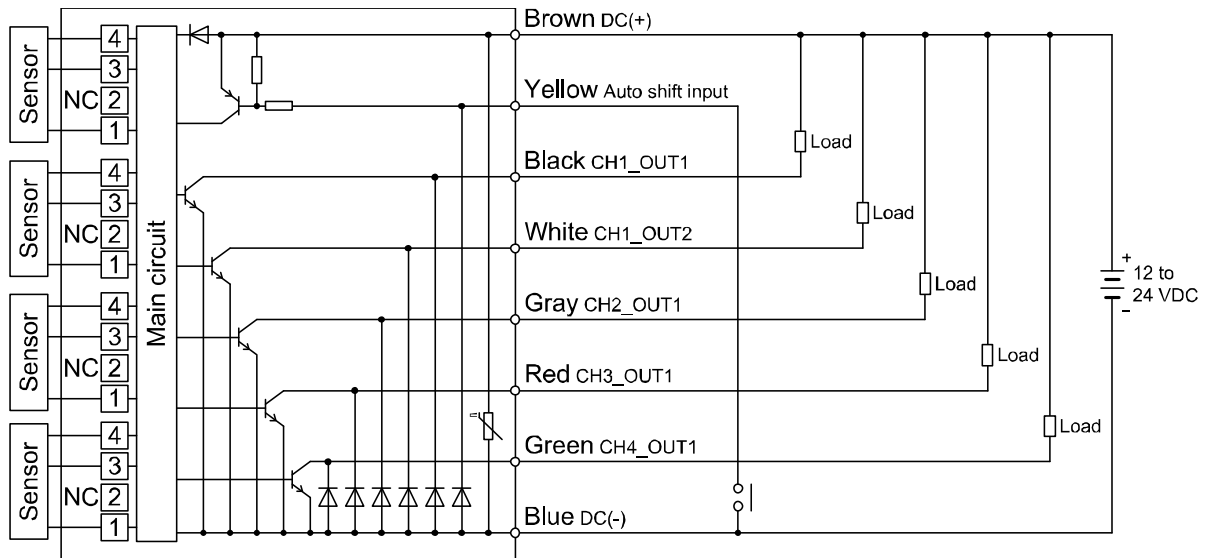 Brown DC(+)
Yellow Auto shift input
Black CH1_OUT1
White CH1_OUT2
Gray CH2_OUT1
Red CH3_OUT1
Green CH4_OUT1
Blue DC(-)
Sensor
4
3
NC 2
1
Sensor
4
3
NC 2
1
Sensor
4
3
NC 2
1
Sensor
4
3
NC 2
1
Main circuit
Load
Load
Load
Load
Load
+
12 to
24 VDC
-